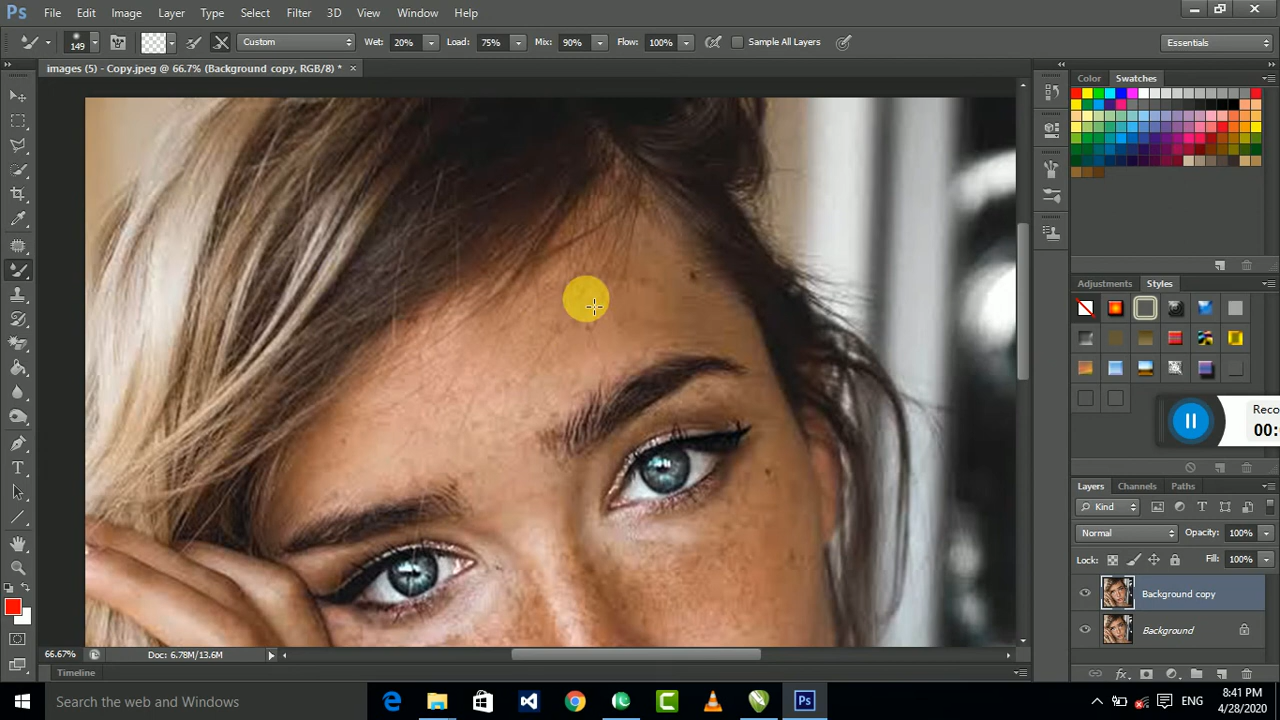 Ps File Edit Image Layer Type Select Filter 3D View Window Help
149 Custom Wet: 20% Load: 75% Mix: 90% Flow: 100% Sample All Layers Essentials
images (5) - Copy.jpeg @ 66.7% (Background copy, RGB/8) * ×
Color Swatches
Adjustments Styles
Reco
00:
Layers Channels Paths
Kind
Normal Opacity: 100%
Lock: Fill: 100%
Background copy
Background
66.67% Doc: 6.78M/13.6M
Timeline
Search the web and Windows
Ps
ENG
8:41 PM
4/28/2020